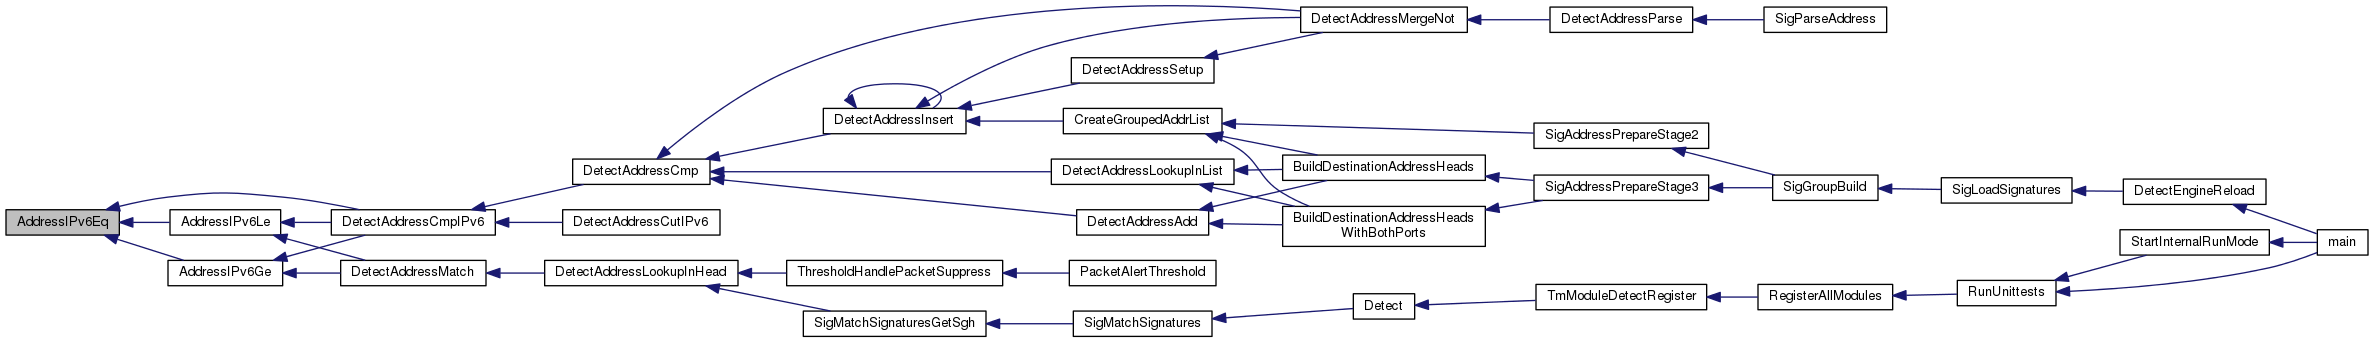 DetectAddressMergeNot
DetectAddressParse
SigParseAddress
DetectAddressSetup
DetectAddressInsert
CreateGroupedAddrList
SigAddressPrepareStage2
DetectAddressCmp
DetectAddressLookupInList
BuildDestinationAddressHeads
SigAddressPrepareStage3
SigGroupBuild
SigLoadSignatures
DetectEngineReload
AddressIPv6Eq
AddressIPv6Le
DetectAddressCmpIPv6
DetectAddressCutIPv6
DetectAddressAdd
BuildDestinationAddressHeads
WithBothPorts
StartInternalRunMode
main
AddressIPv6Ge
DetectAddressMatch
DetectAddressLookupInHead
ThresholdHandlePacketSuppress
PacketAlertThreshold
SigMatchSignaturesGetSgh
SigMatchSignatures
Detect
TmModuleDetectRegister
RegisterAllModules
RunUnittests